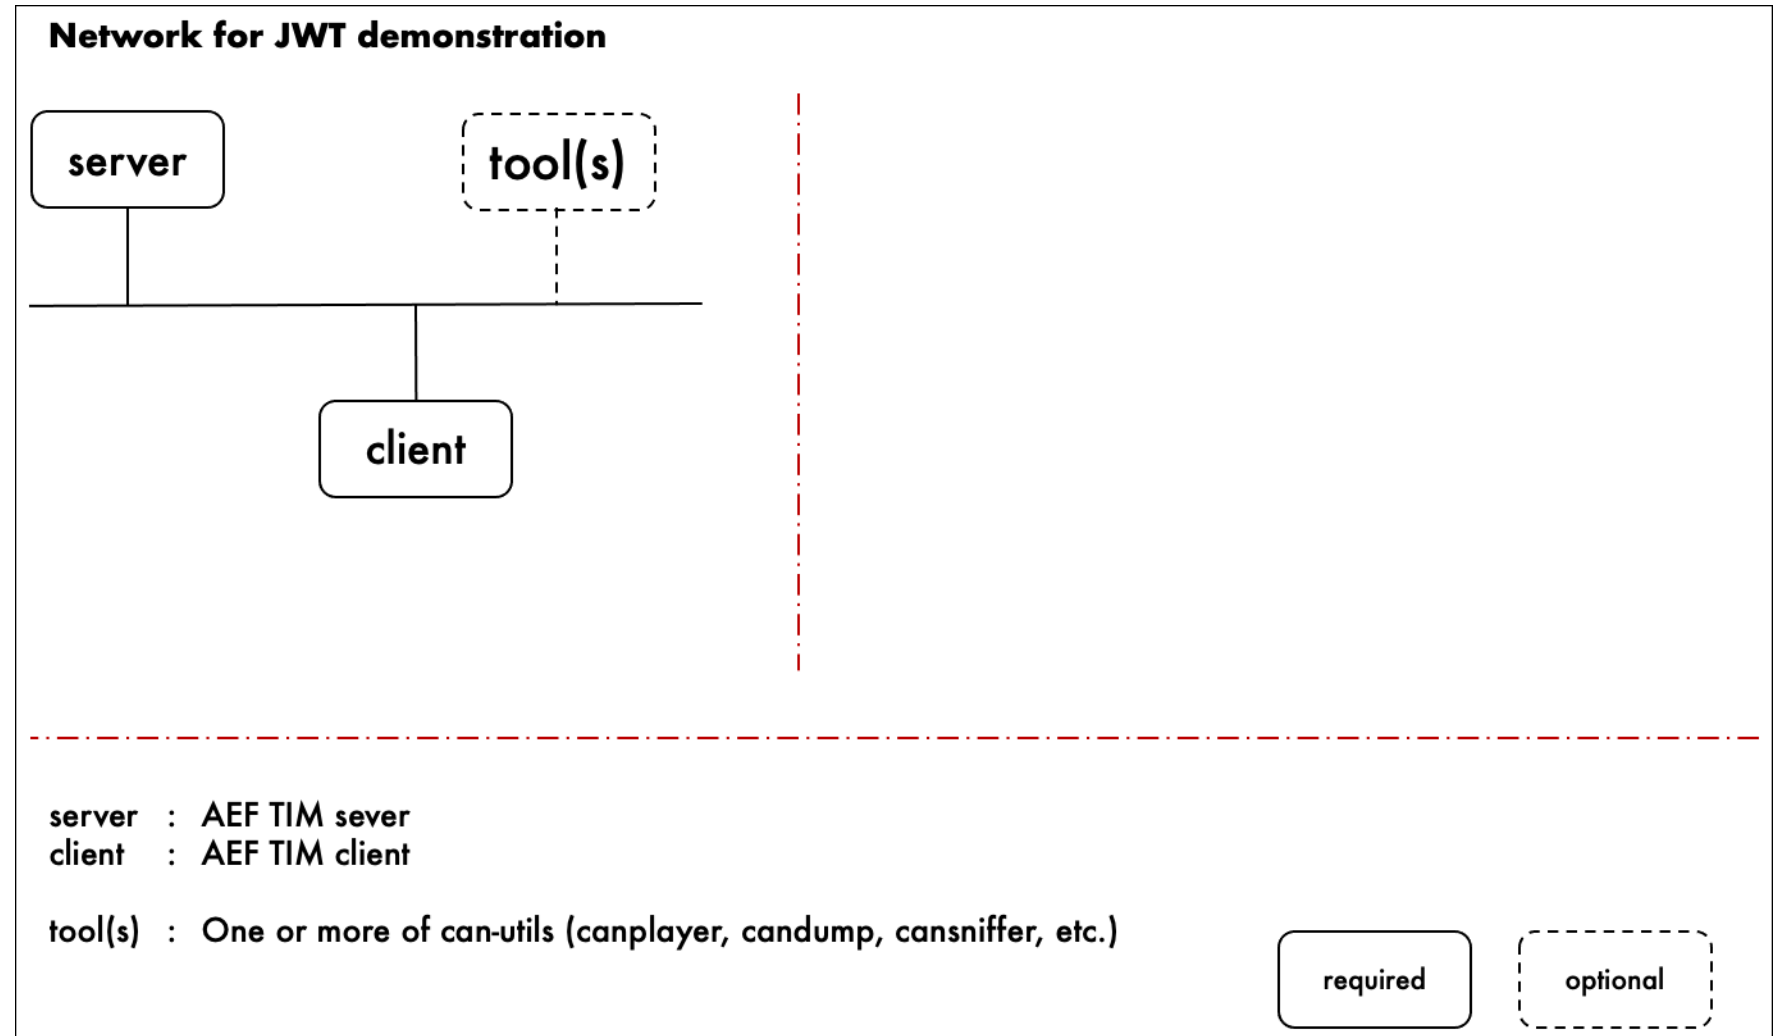 Network for JWT demonstration
server
tool(s)
client
server : AEF TIM sever
client : AEF TIM client
tool(s) : One or more of can-utils (canplayer, candump, cansniffer, etc.)
required
optional